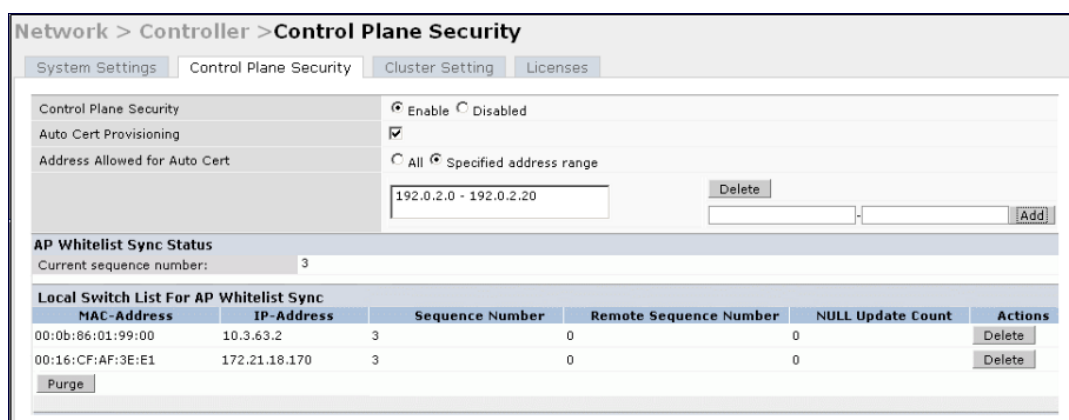 Network > Controller >Control Plane Security
System Settings Control Plane Security Cluster Setting Licenses
Control Plane Security Enable Disabled
Auto Cert Provisioning
Address Allowed for Auto Cert All Specified address range
192.0.2.0 - 192.0.2.20 Delete
- Add
AP Whitelist Sync Status
Current sequence number: 3
Local Switch List For AP Whitelist Sync
MAC-Address IP-Address Sequence Number Remote Sequence Number NULL Update Count Actions
00:0b:86:01:99:00 10.3.63.2 3 0 0 Delete
00:16:CF:AF:3E:E1 172.21.18.170 3 0 0 Delete
Purge